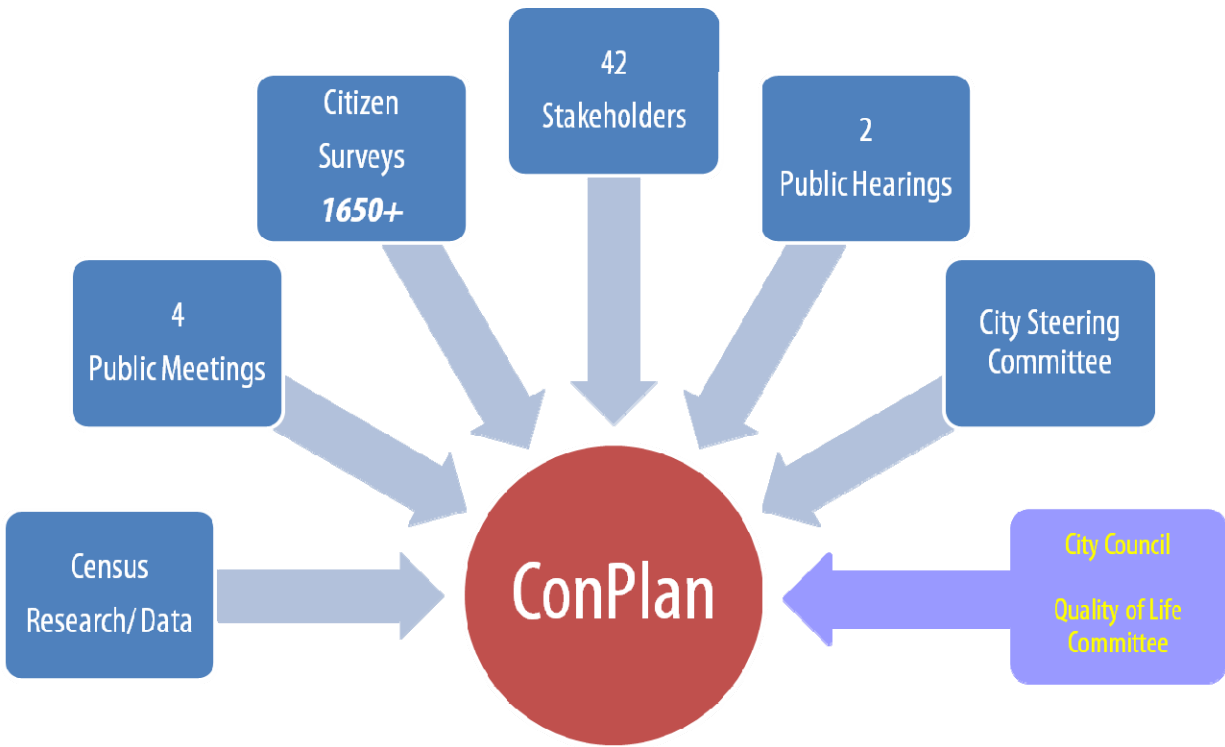 42
Stakeholders
Citizen
Surveys
1650+
2
Public Hearings
4
Public Meetings
City Steering
Committee
Census
Research/ Data
ConPlan
City Council
Quality of Life
Committee